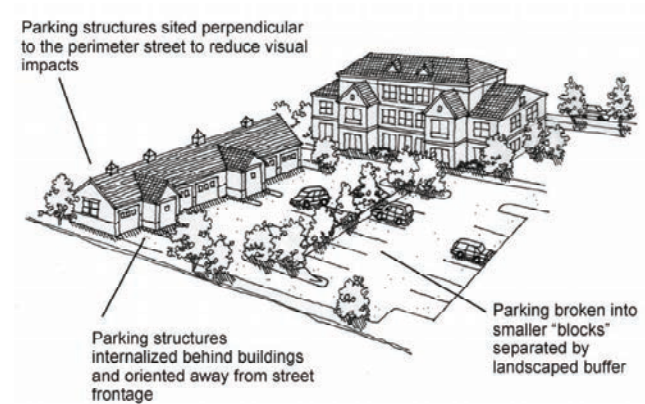 Parking structures sited perpendicular
to the perimeter street to reduce visual
impacts
Parking structures
internalized behind buildings
and oriented away from street
frontage
Parking broken into
smaller “blocks”
separated by
landscaped buffer